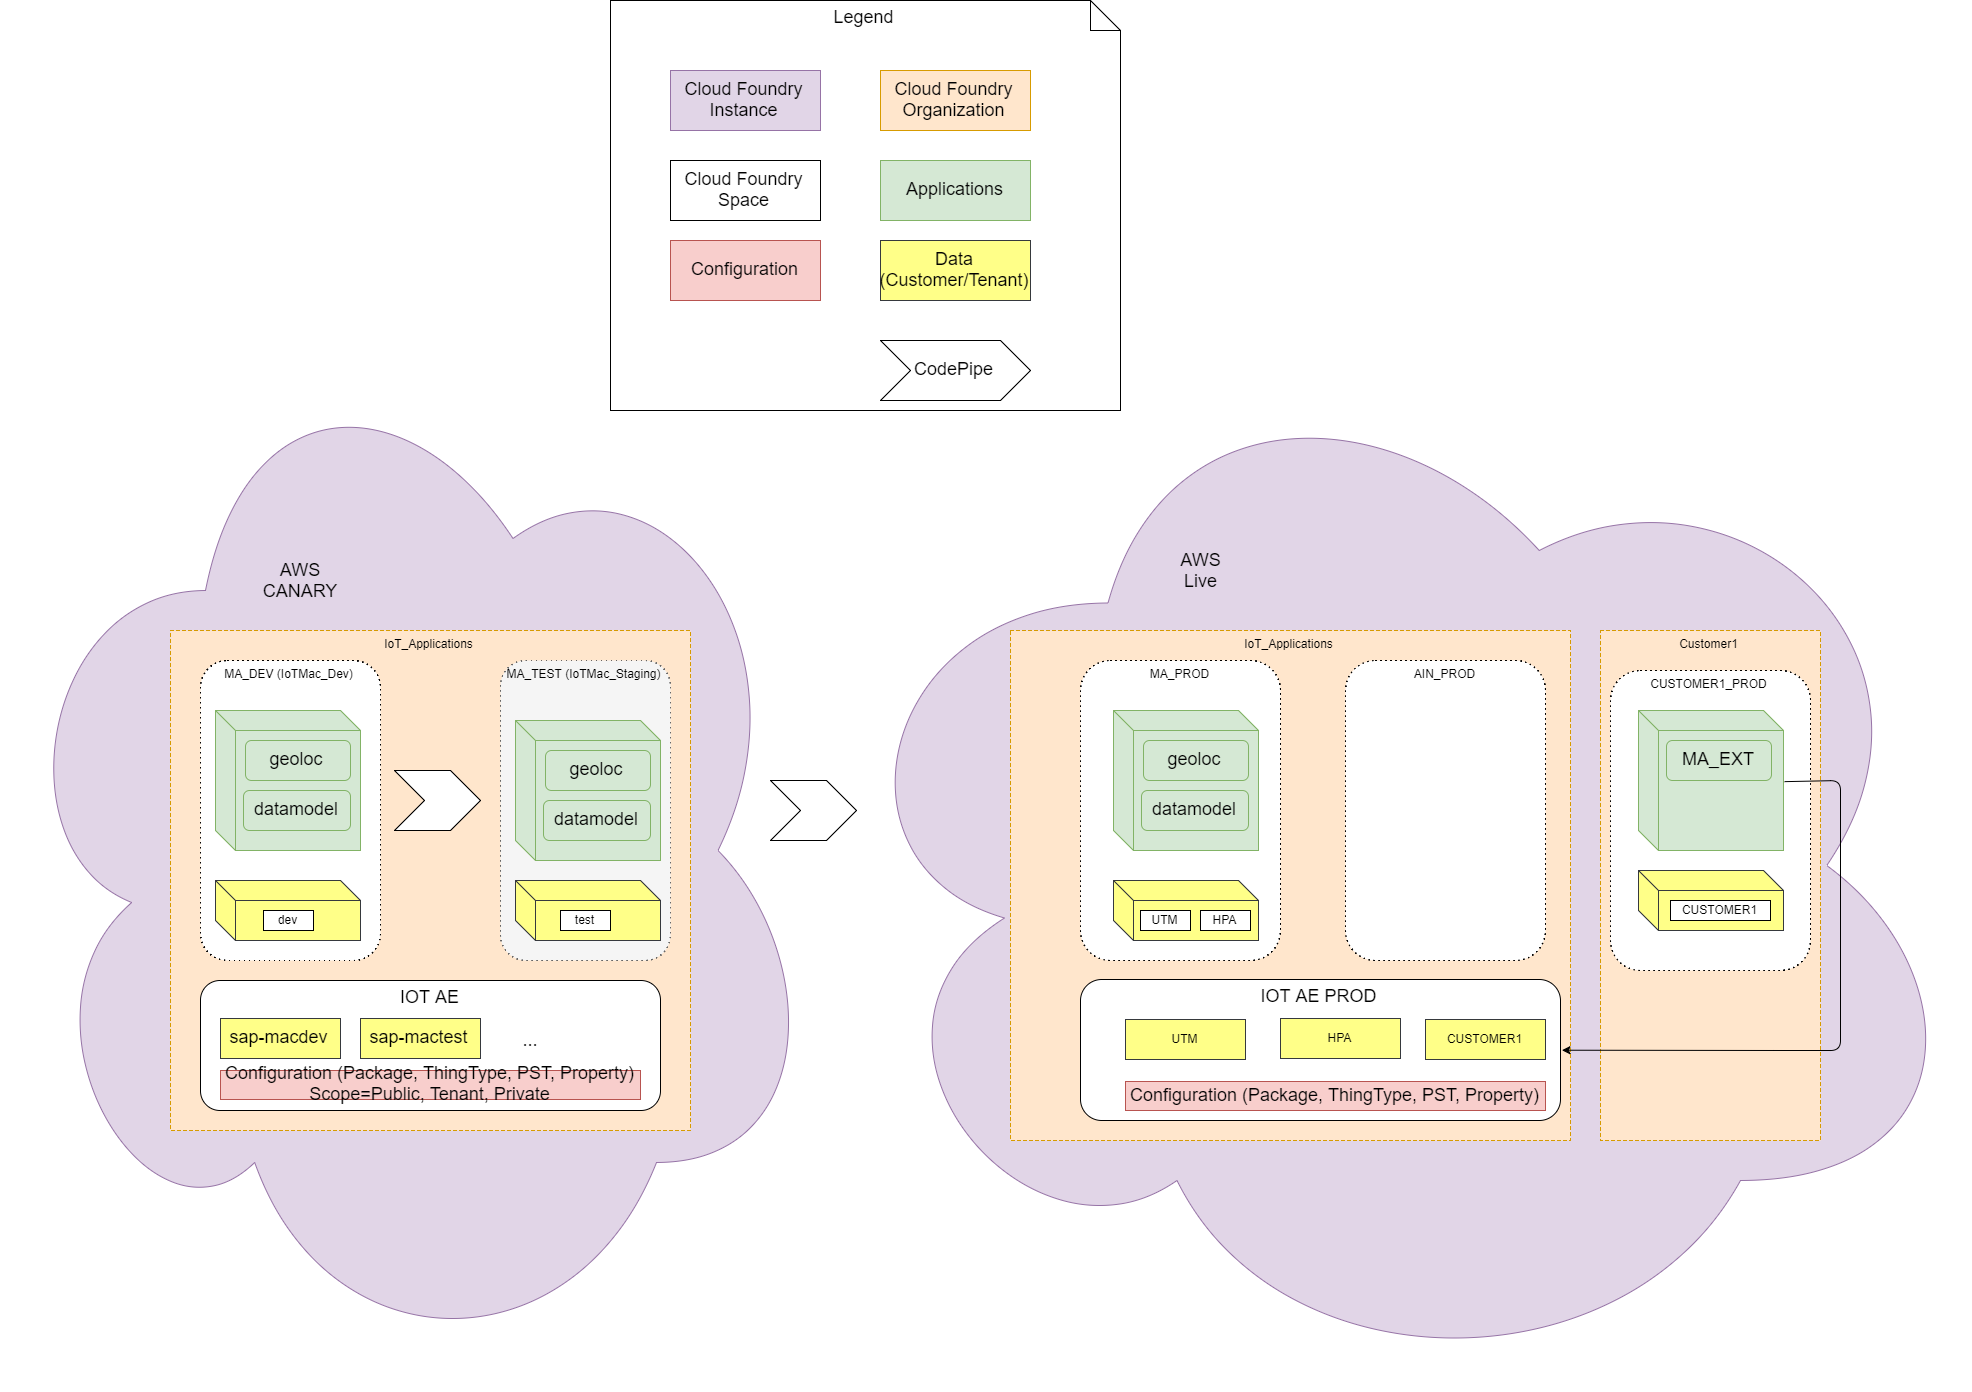 Legend
Cloud Foundry
Instance
Cloud Foundry
Organization
Cloud Foundry
Space
Applications
Configuration
Data
(Customer/Tenant)
CodePipe
AWS
CANARY
IoT_Applications
MA_DEV (IoTMac_Dev)
geoloc
datamodel
dev
MA_TEST (IoTMac_Staging)
geoloc
datamodel
test
IOT AE
sap-macdev
sap-mactest
...
Configuration (Package, ThingType, PST, Property)
Scope=Public, Tenant, Private
AWS
Live
IoT_Applications
MA_PROD
geoloc
datamodel
UTM
HPA
AIN_PROD
IOT AE PROD
UTM
HPA
CUSTOMER1
Configuration (Package, ThingType, PST, Property)
Customer1
CUSTOMER1_PROD
MA_EXT
CUSTOMER1